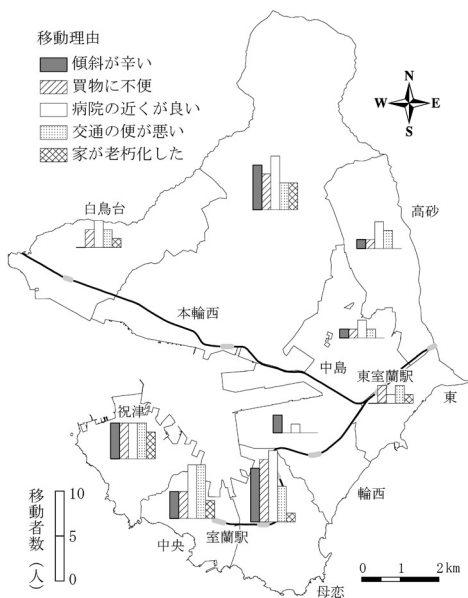 移動理由
傾斜が辛い
買物に不便
病院の近くが良い
交通の便が悪い
家が老朽化した
N
W E
S
白鳥台
高砂
本輪西
中島
東室蘭駅
東
祝津
輪西
中央
室蘭駅
母恋
移動者数(人)
10
5
0
0 1 2 km